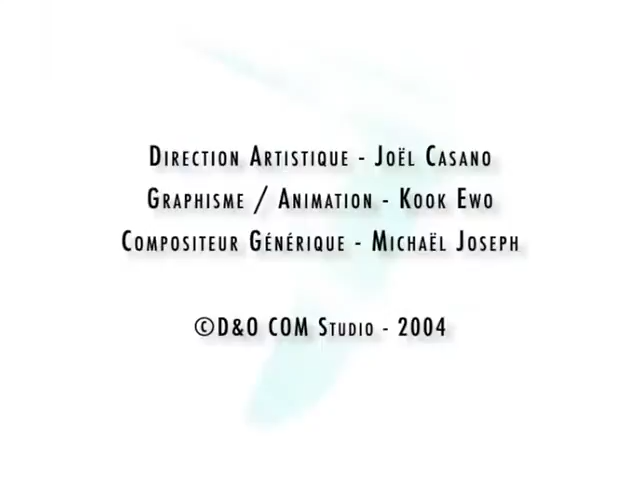 Direction Artistique - Joël Casano
Graphisme / Animation - Kook Ewo
Compositeur Générique - Michaël Joseph
©D&O COM Studio - 2004